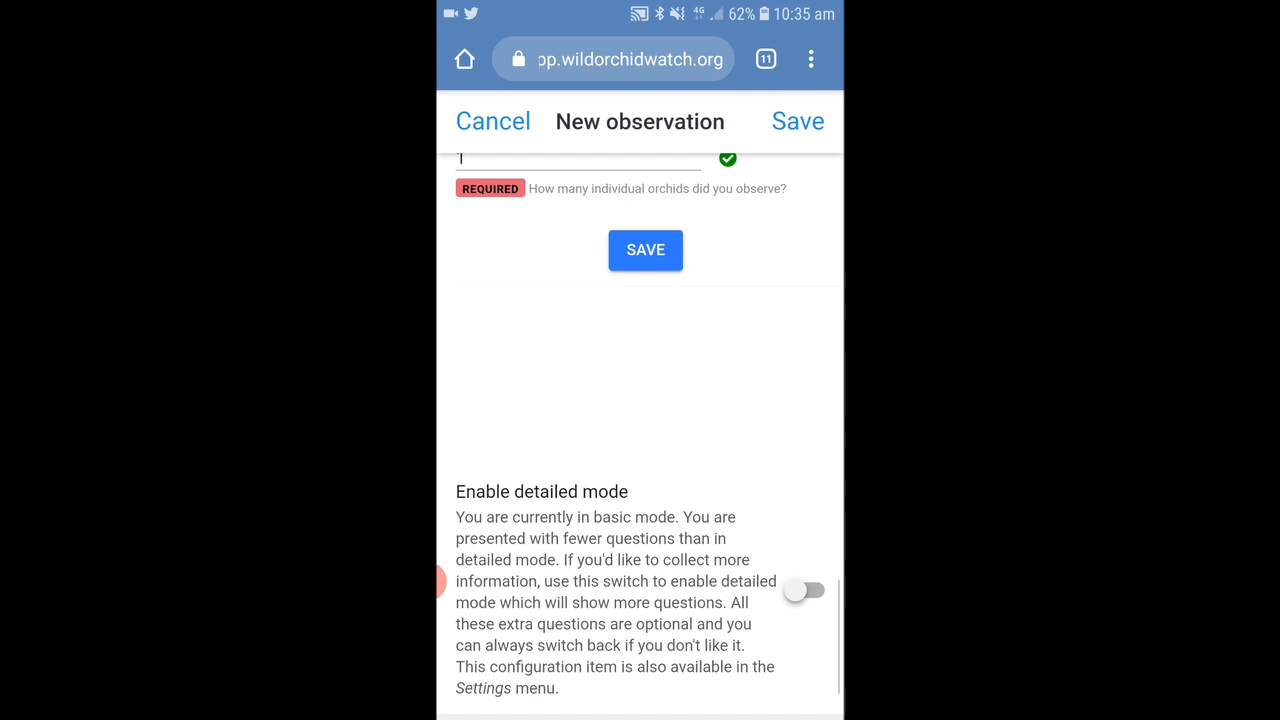 4G 62% 10:35 am
pp.wildorchidwatch.org 11
Cancel New observation Save
1
REQUIRED How many individual orchids did you observe?
SAVE
Enable detailed mode
You are currently in basic mode. You are
presented with fewer questions than in
detailed mode. If you'd like to collect more
information, use this switch to enable detailed
mode which will show more questions. All
these extra questions are optional and you
can always switch back if you don't like it.
This configuration item is also available in the
Settings menu.